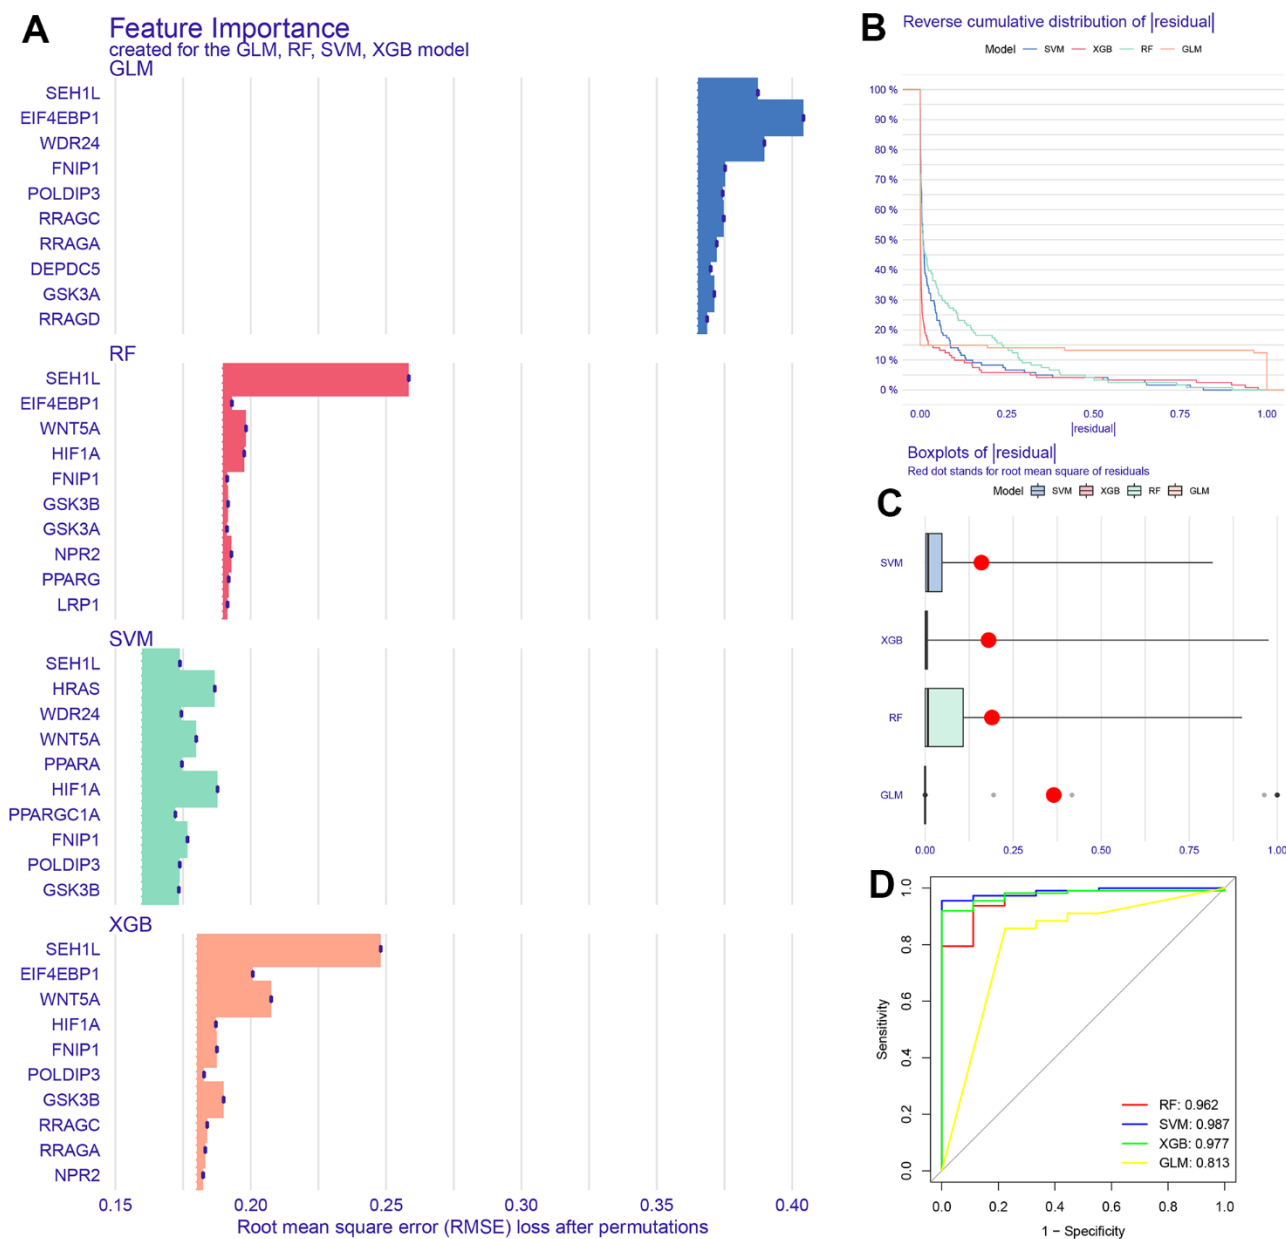 A
Feature Importance
created for the GLM, RF, SVM, XGB model
GLM
SEH1L
EIF4EBP1
WDR24
FNIP1
POLDIP3
RRAGC
RRAGA
DEPDC5
GSK3A
RRAGD
RF
SEH1L
EIF4EBP1
WNT5A
HIF1A
FNIP1
GSK3B
GSK3A
NPR2
PPARG
LRP1
SVM
SEH1L
HRAS
WDR24
WNT5A
PPARA
HIF1A
PPARGC1A
FNIP1
POLDIP3
GSK3B
XGB
SEH1L
EIF4EBP1
WNT5A
HIF1A
FNIP1
POLDIP3
GSK3B
RRAGC
RRAGA
NPR2
0.15 0.20 0.25 0.30 0.35 0.40
Root mean square error (RMSE) loss after permutations
B
Reverse cumulative distribution of |residual|
Model SVM XGB RF GLM
100 %
90 %
80 %
70 %
60 %
50 %
40 %
30 %
20 %
10 %
0 %
0.00 0.25 0.50 0.75 1.00
|residual|
C
Boxplots of |residual|
Red dot stands for root mean square of residuals
Model SVM XGB RF GLM
SVM
XGB
RF
GLM
0.00 0.25 0.50 0.75 1.00
D
Sensitivity
1.0
0.8
0.6
0.4
0.2
0.0
RF: 0.962
SVM: 0.987
XGB: 0.977
GLM: 0.813
0.0 0.2 0.4 0.6 0.8 1.0
1 − Specificity